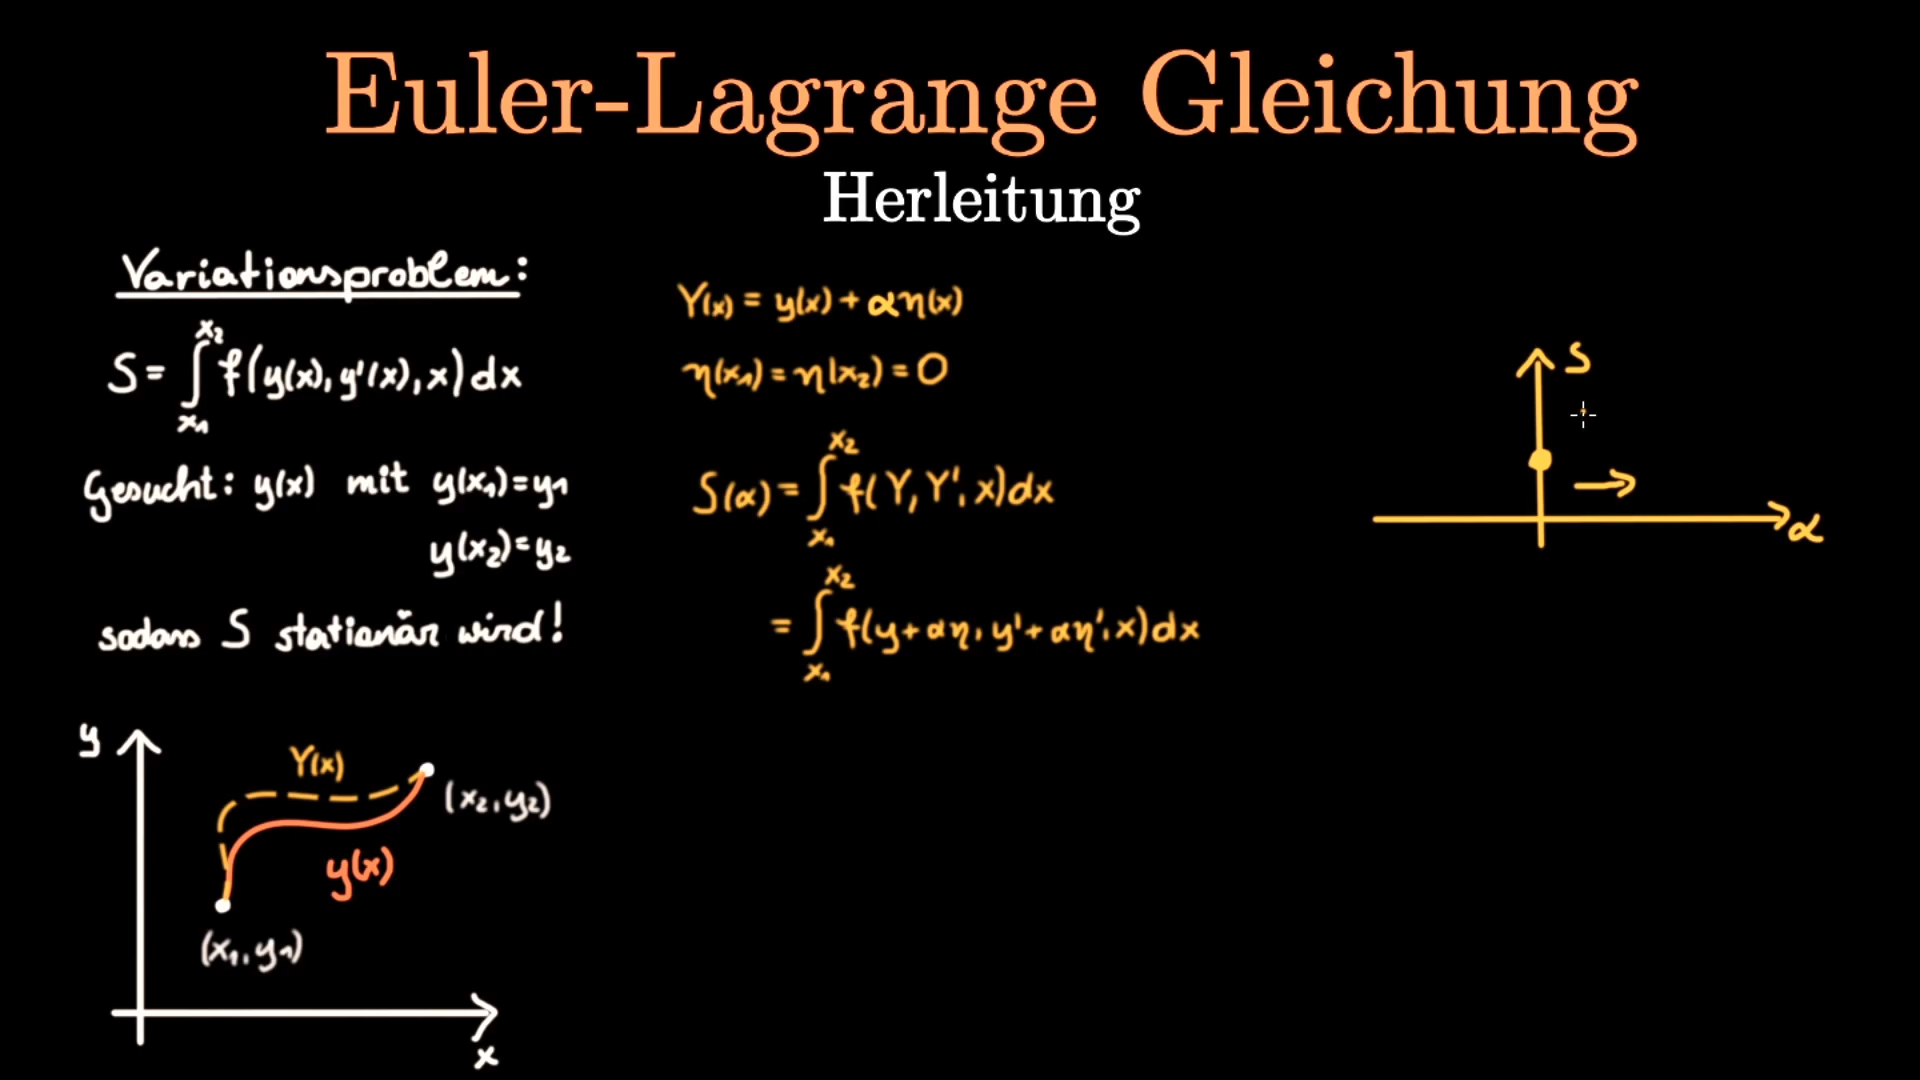 Euler-Lagrange Gleichung
Herleitung
Variationsproblem:
S = ∫_{x₁}^{x₂} f(y(x), y'(x), x) dx
Gesucht: y(x) mit y(x₁)=y₁
y(x₂)=y₂
sodass S stationär wird!
y
Y(x)
(x₂, y₂)
y(x)
(x₁, y₁)
x
Y(x) = y(x) + αη(x)
η(x₁) = η(x₂) = 0
S(α) = ∫_{x₁}^{x₂} f(Y, Y', x) dx
= ∫_{x₁}^{x₂} f(y+αη, y'+αη', x) dx
S
α